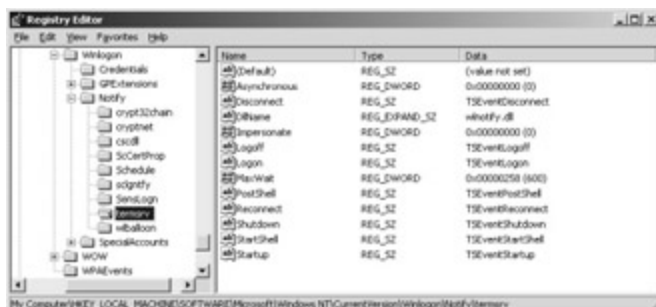 Registry Editor
File Edit View Favorites Help
Winlogon
Credentials
GPExtensions
Notify
crypt32chain
cryptnet
cscdll
ScCertProp
Schedule
sclgntfy
SensLogn
termsrv
wlballoon
SpecialAccounts
WOW
WPAEvents
Name Type Data
(Default) REG_SZ (value not set)
Asynchronous REG_DWORD 0x00000000 (0)
Disconnect REG_SZ TSEventDisconnect
DllName REG_EXPAND_SZ wlnotify.dll
Impersonate REG_DWORD 0x00000000 (0)
Logoff REG_SZ TSEventLogoff
Logon REG_SZ TSEventLogon
MaxWait REG_DWORD 0x00000258 (600)
PostShell REG_SZ TSEventPostShell
Reconnect REG_SZ TSEventReconnect
Shutdown REG_SZ TSEventShutdown
StartShell REG_SZ TSEventStartShell
Startup REG_SZ TSEventStartup
My Computer\HKEY_LOCAL_MACHINE\SOFTWARE\Microsoft\Windows NT\CurrentVersion\Winlogon\Notify\termsrv